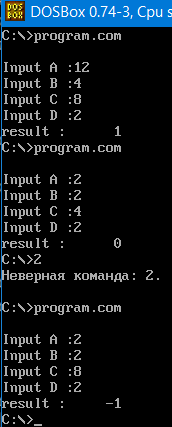 DOS
BOX
DOSBox 0.74-3, Cpu s
C:\>program.com
Input A :12
Input B :4
Input C :8
Input D :2
result :       1
C:\>program.com
Input A :2
Input B :2
Input C :4
Input D :2
result :       0
C:\>2
Неверная команда: 2.
C:\>program.com
Input A :2
Input B :2
Input C :8
Input D :2
result :      -1
C:\>_